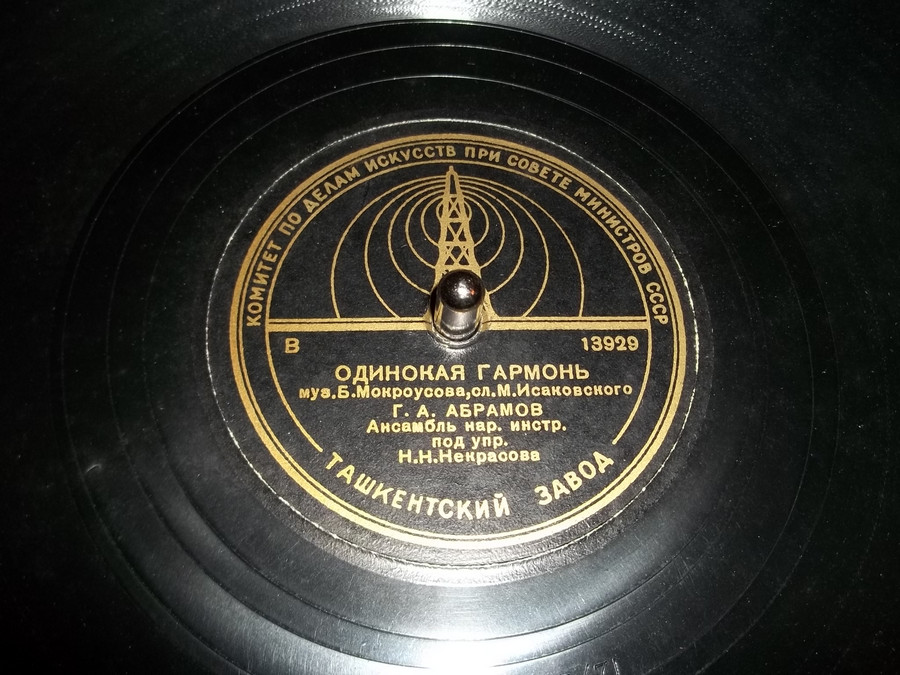 КОМИТЕТ ПО ДЕЛАМ ИСКУССТВ ПРИ СОВЕТЕ МИНИСТРОВ СССР
В 13929
ОДИНОКАЯ ГАРМОНЬ
муз.Б.Мокроусова,сл.М.Исаковского
Г. А. АБРАМОВ
Ансамбль нар. инстр.
под упр.
Н.Н.Некрасова
ТАШКЕНТСКИЙ ЗАВОД